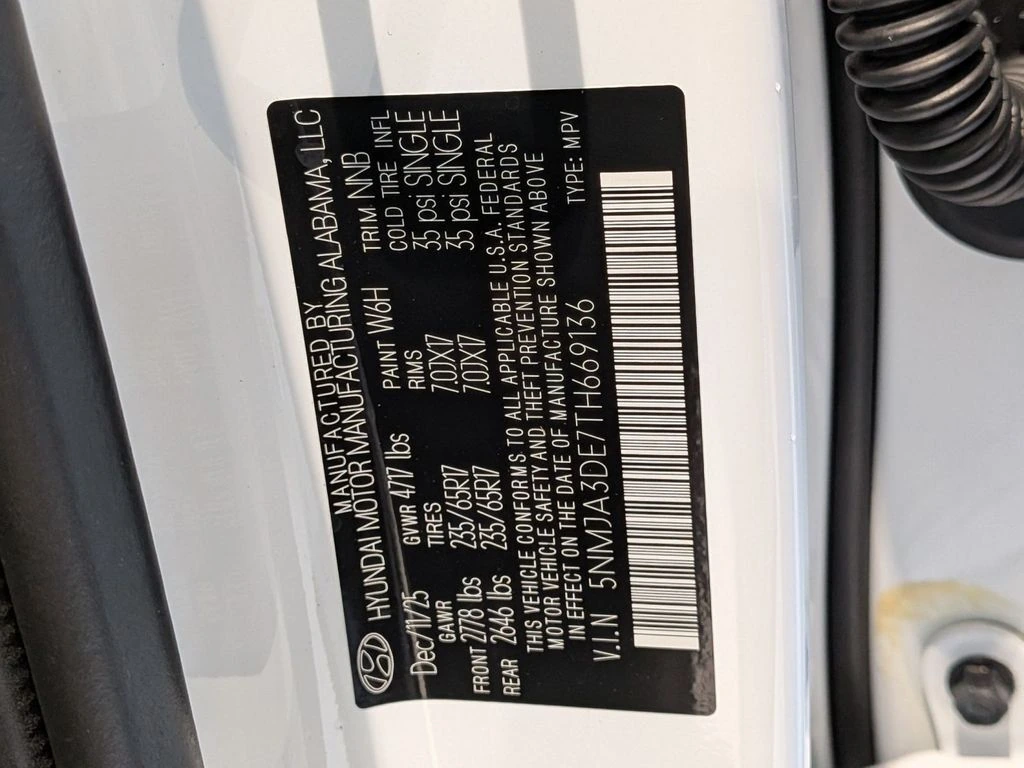 MANUFACTURED BY
HYUNDAI MOTOR MANUFACTURING ALABAMA, LLC
Dec/11/25 GVWR 4717 lbs PAINT W6H TRIM NNB
GAWR TIRES RIMS COLD TIRE INFL
FRONT 2778 lbs 235/65R17 7.0JX17 35 psi SINGLE
REAR 2646 lbs 235/65R17 7.0JX17 35 psi SINGLE
THIS VEHICLE CONFORMS TO ALL APPLICABLE U.S.A. FEDERAL
MOTOR VEHICLE SAFETY AND THEFT PREVENTION STANDARDS
IN EFFECT ON THE DATE OF MANUFACTURE SHOWN ABOVE
V.I.N 5NMJA3DE7TH669136 TYPE: MPV